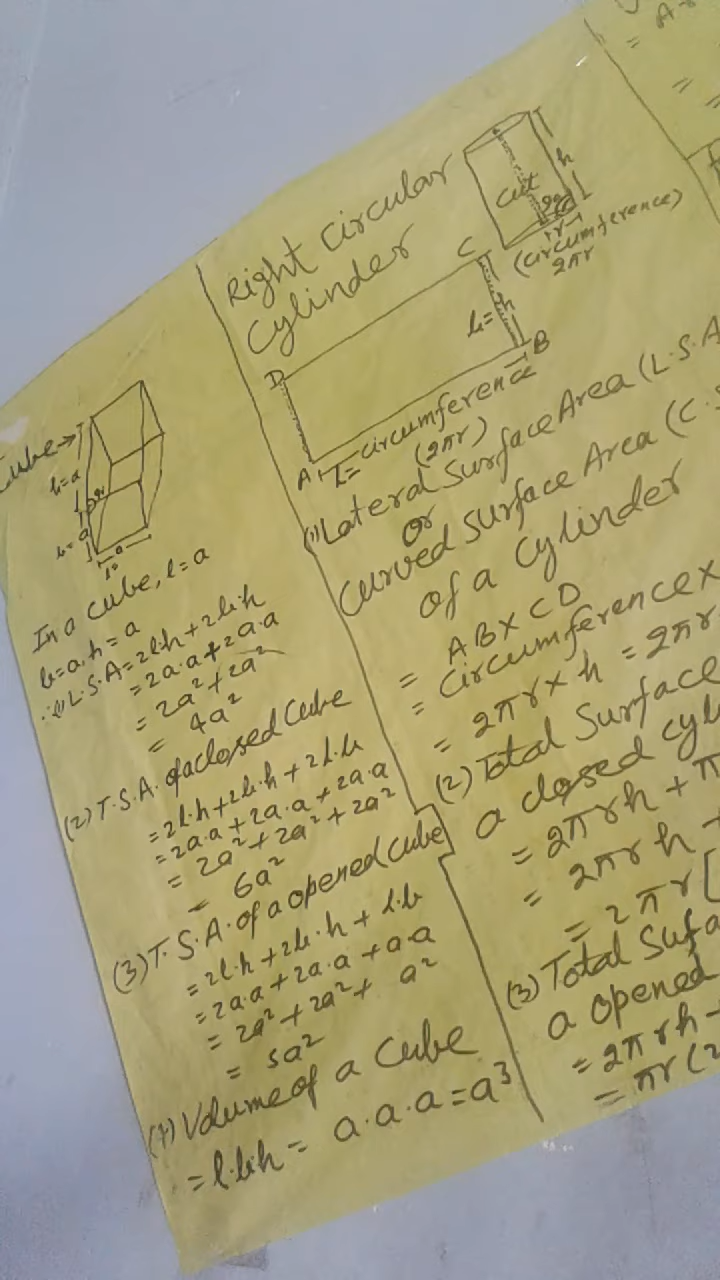 Cube→
h=a
b=a
l=a
In a cube, l=a
b=a, h=a
∴(1) L.S.A=2l.h+2b.h
=2a.a+2a.a
=2a²+2a²
= 4a²
(2) T.S.A. of a closed Cube
=2l.h+2b.h+2l.b
=2a.a+2a.a+2a.a
= 2a²+2a²+2a²
= 6a²
(3) T.S.A. of a opened Cube
=2l.h+2b.h+l.b
=2a.a+2a.a+a.a
= 2a²+2a²+ a²
= 5a²
(4) Volume of a Cube
=l.b.h= a.a.a=a³
Right Circular
Cylinder
cut
h
r
(circumference)
2πr
D
C
b=h
B
A
l=circumference
(2πr)
(1) Lateral Surface Area (L.S.A
or
Curved Surface Area (C.S
of a Cylinder
= AB×CD
= Circumference×
= 2πr×h = 2πr
(2) Total Surface
a closed cyl
= 2πrh+π
= 2πrh+
= 2πr[
(3) Total Sufa
a opened
= 2πrh+
= πr(2